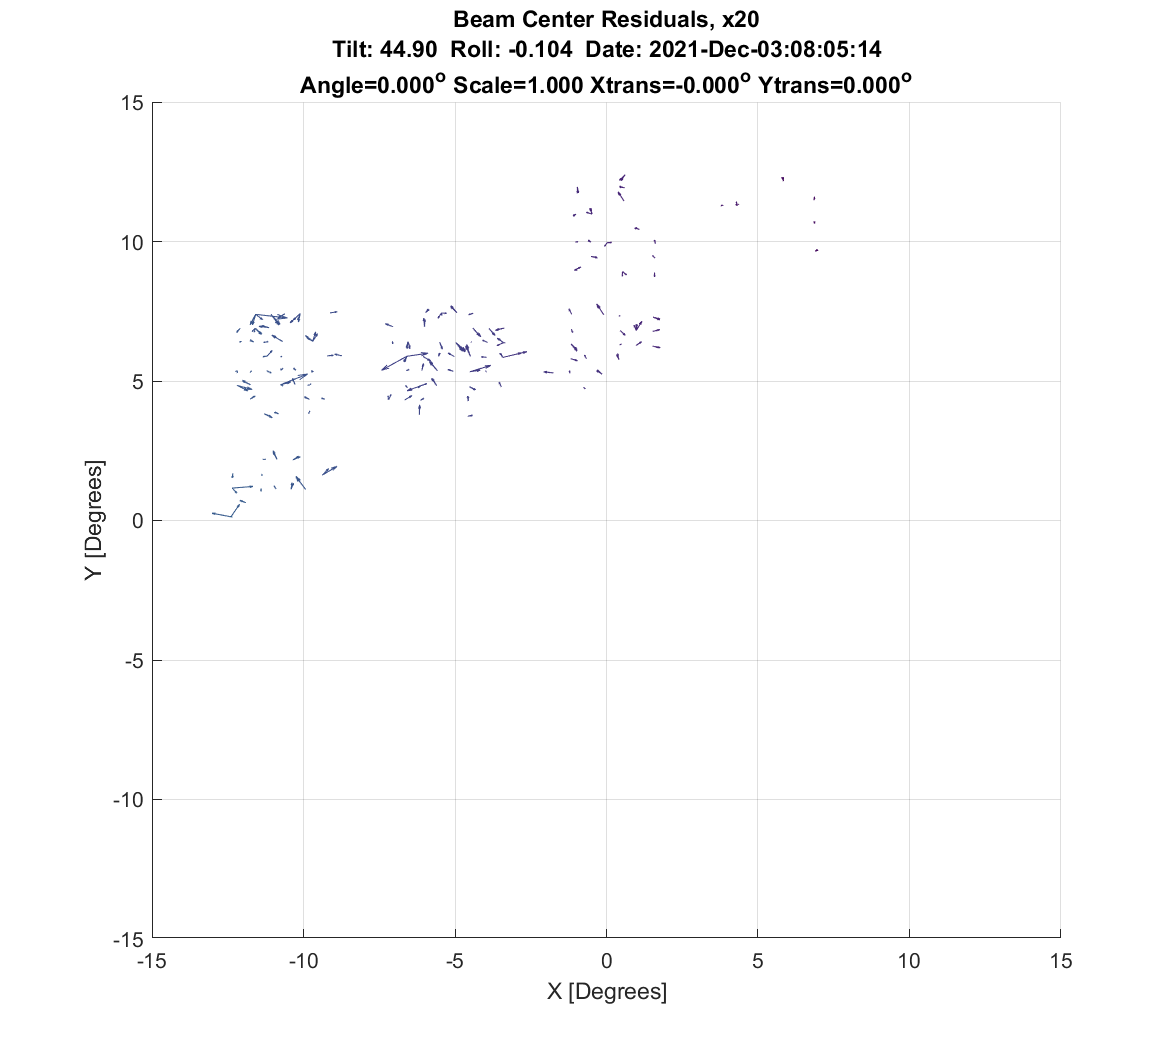 Beam Center Residuals, x20
Tilt: 44.90 Roll: -0.104 Date: 2021-Dec-03:08:05:14
Angle=0.000° Scale=1.000 Xtrans=-0.000° Ytrans=0.000°
15
10
5
0
-5
-10
-15
Y [Degrees]
-15 -10 -5 0 5 10 15
X [Degrees]